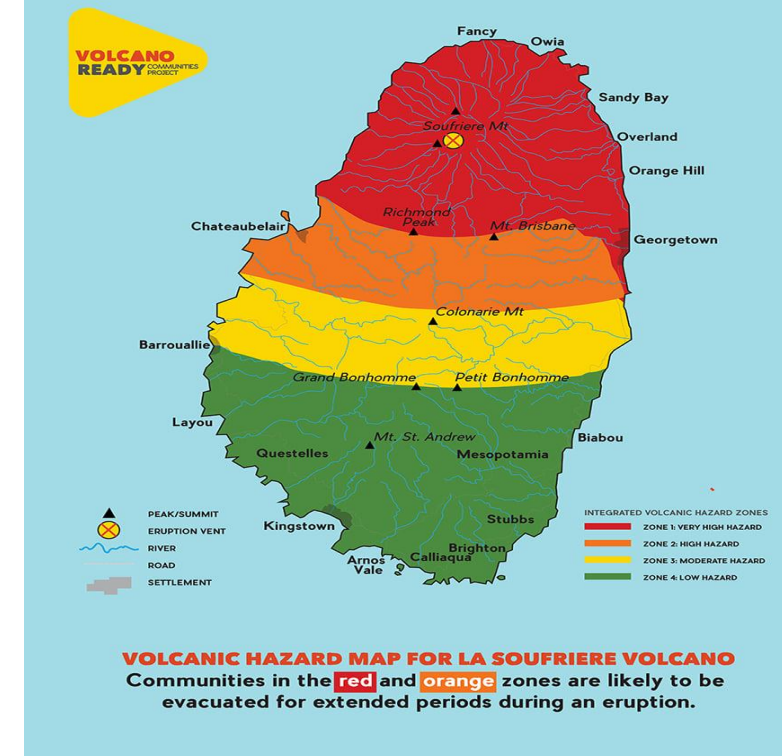 VOLCANO
READY COMMUNITIES
PROJECT
Fancy
Owia
Sandy Bay
Soufriere Mt
Overland
Orange Hill
Richmond
Peak
Mt. Brisbane
Chateaubelair
Georgetown
Colonarie Mt
Barrouallie
Grand Bonhomme
Petit Bonhomme
Layou
Mt. St. Andrew
Biabou
Questelles
Mesopotamia
Kingstown
Stubbs
Brighton
Arnos
Vale
Calliaqua
PEAK/SUMMIT
ERUPTION VENT
RIVER
ROAD
SETTLEMENT
INTEGRATED VOLCANIC HAZARD ZONES
ZONE 1: VERY HIGH HAZARD
ZONE 2: HIGH HAZARD
ZONE 3: MODERATE HAZARD
ZONE 4: LOW HAZARD
VOLCANIC HAZARD MAP FOR LA SOUFRIERE VOLCANO
Communities in the red and orange zones are likely to be
evacuated for extended periods during an eruption.